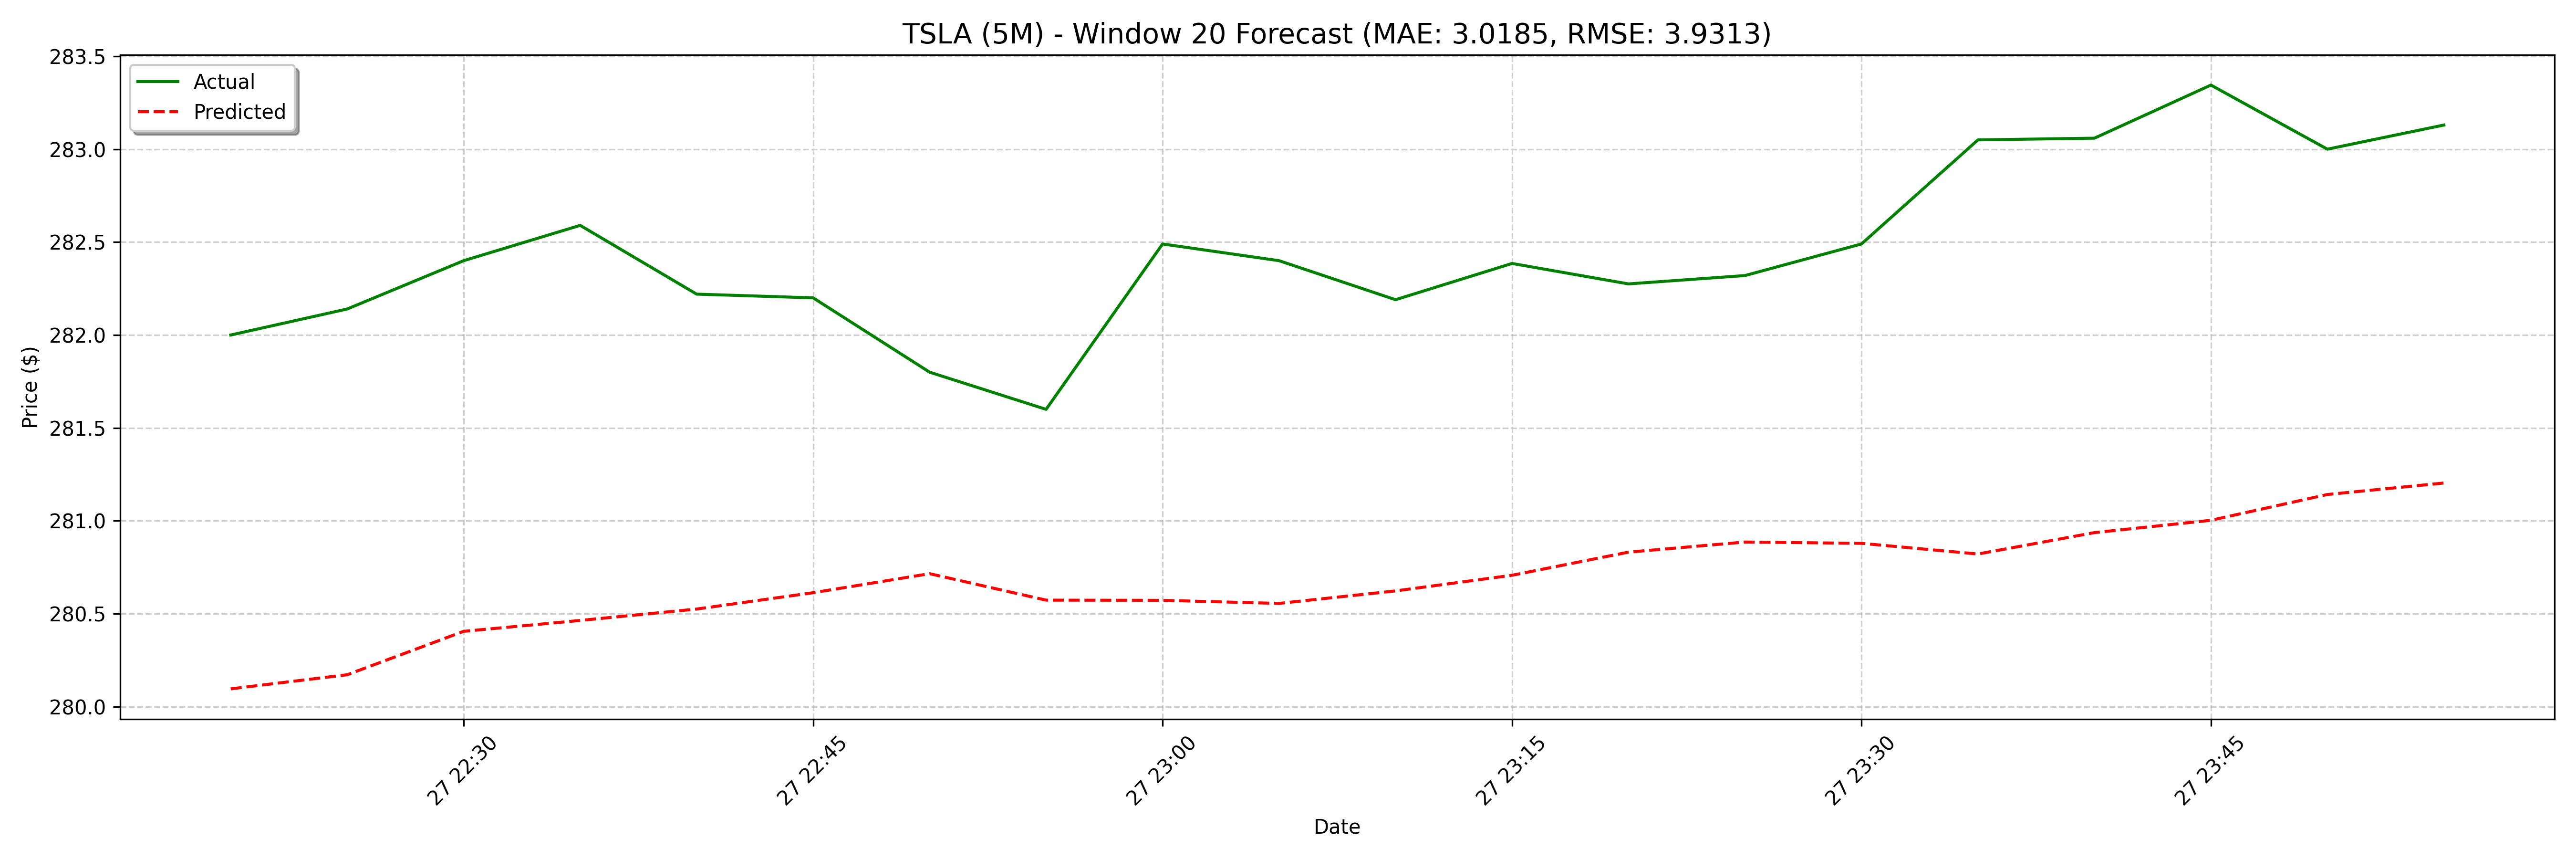 TSLA (5M) - Window 20 Forecast (MAE: 3.0185, RMSE: 3.9313)
Actual
Predicted
Price ($)
283.5
283.0
282.5
282.0
281.5
281.0
280.5
280.0
27 22:30
27 22:45
27 23:00
27 23:15
27 23:30
27 23:45
Date